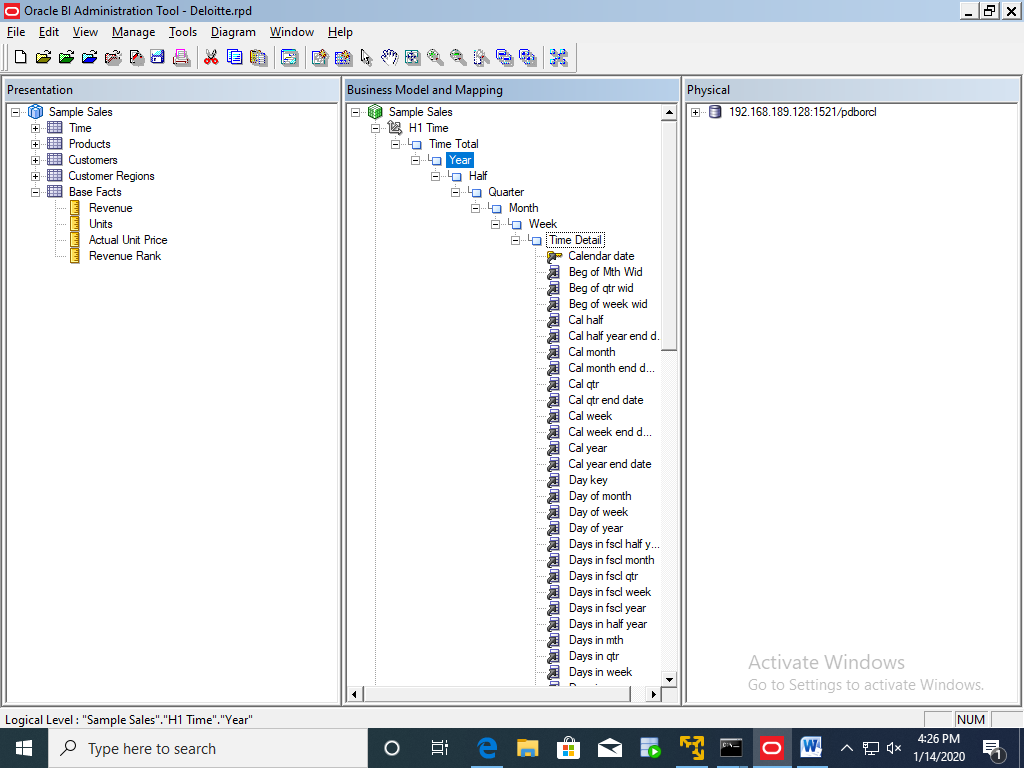 Oracle BI Administration Tool - Deloitte.rpd
File Edit View Manage Tools Diagram Window Help
Presentation
Sample Sales
Time
Products
Customers
Customer Regions
Base Facts
Revenue
Units
Actual Unit Price
Revenue Rank
Business Model and Mapping
Sample Sales
H1 Time
Time Total
Year
Half
Quarter
Month
Week
Time Detail
Calendar date
Beg of Mth Wid
Beg of qtr wid
Beg of week wid
Cal half
Cal half year end d.
Cal month
Cal month end d...
Cal qtr
Cal qtr end date
Cal week
Cal week end d...
Cal year
Cal year end date
Day key
Day of month
Day of week
Day of year
Days in fscl half y...
Days in fscl month
Days in fscl qtr
Days in fscl week
Days in fscl year
Days in half year
Days in mth
Days in qtr
Days in week
Physical
192.168.189.128:1521/pdborcl
Activate Windows
Go to Settings to activate Windows.
Logical Level : "Sample Sales"."H1 Time"."Year"
NUM
Type here to search
4:26 PM
1/14/2020
1